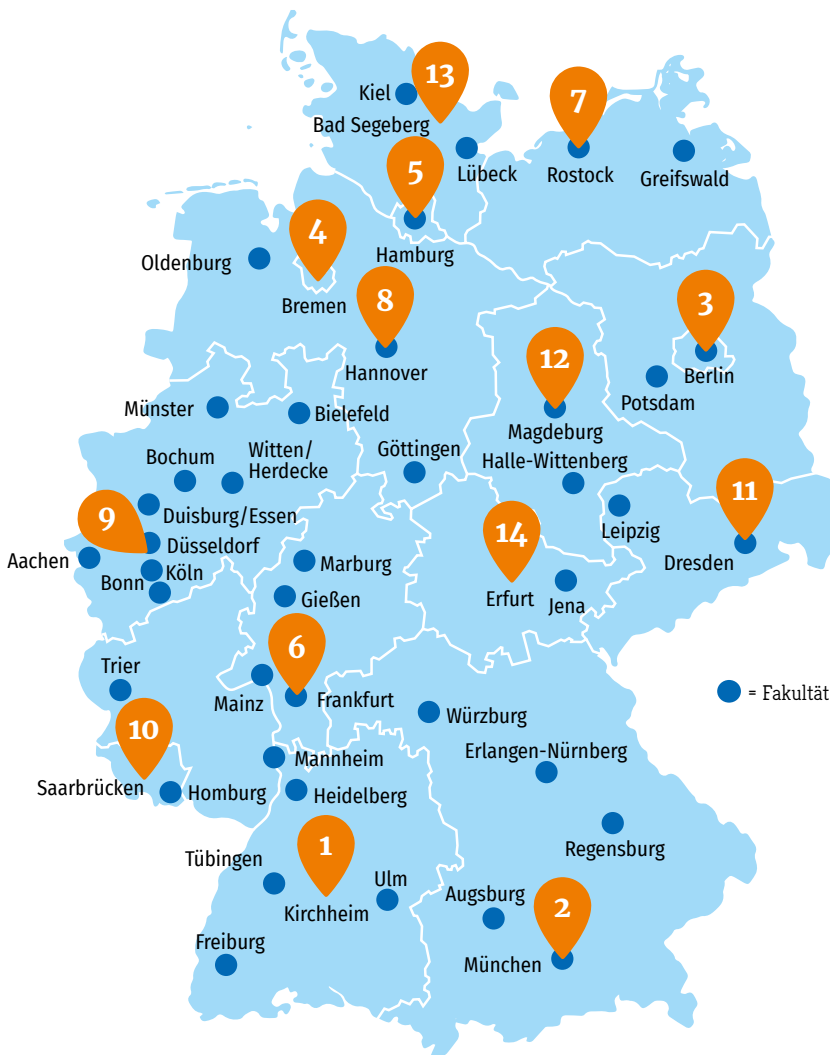 13
7
Kiel
Bad Segeberg
5
Lübeck
Rostock
Greifswald
4
Oldenburg
Hamburg
8
3
Bremen
12
Hannover
Berlin
Potsdam
Münster
Bielefeld
Magdeburg
Göttingen
Witten/
Herdecke
Bochum
Halle-Wittenberg
11
9
Duisburg/Essen
14
Leipzig
Düsseldorf
Aachen
Marburg
Dresden
Köln
Bonn
Gießen
Erfurt
Jena
6
Trier
Mainz
Frankfurt
= Fakultät
10
Würzburg
Erlangen-Nürnberg
Mannheim
Saarbrücken
Homburg
Heidelberg
1
Regensburg
Tübingen
Ulm
Augsburg
2
Kirchheim
Freiburg
München